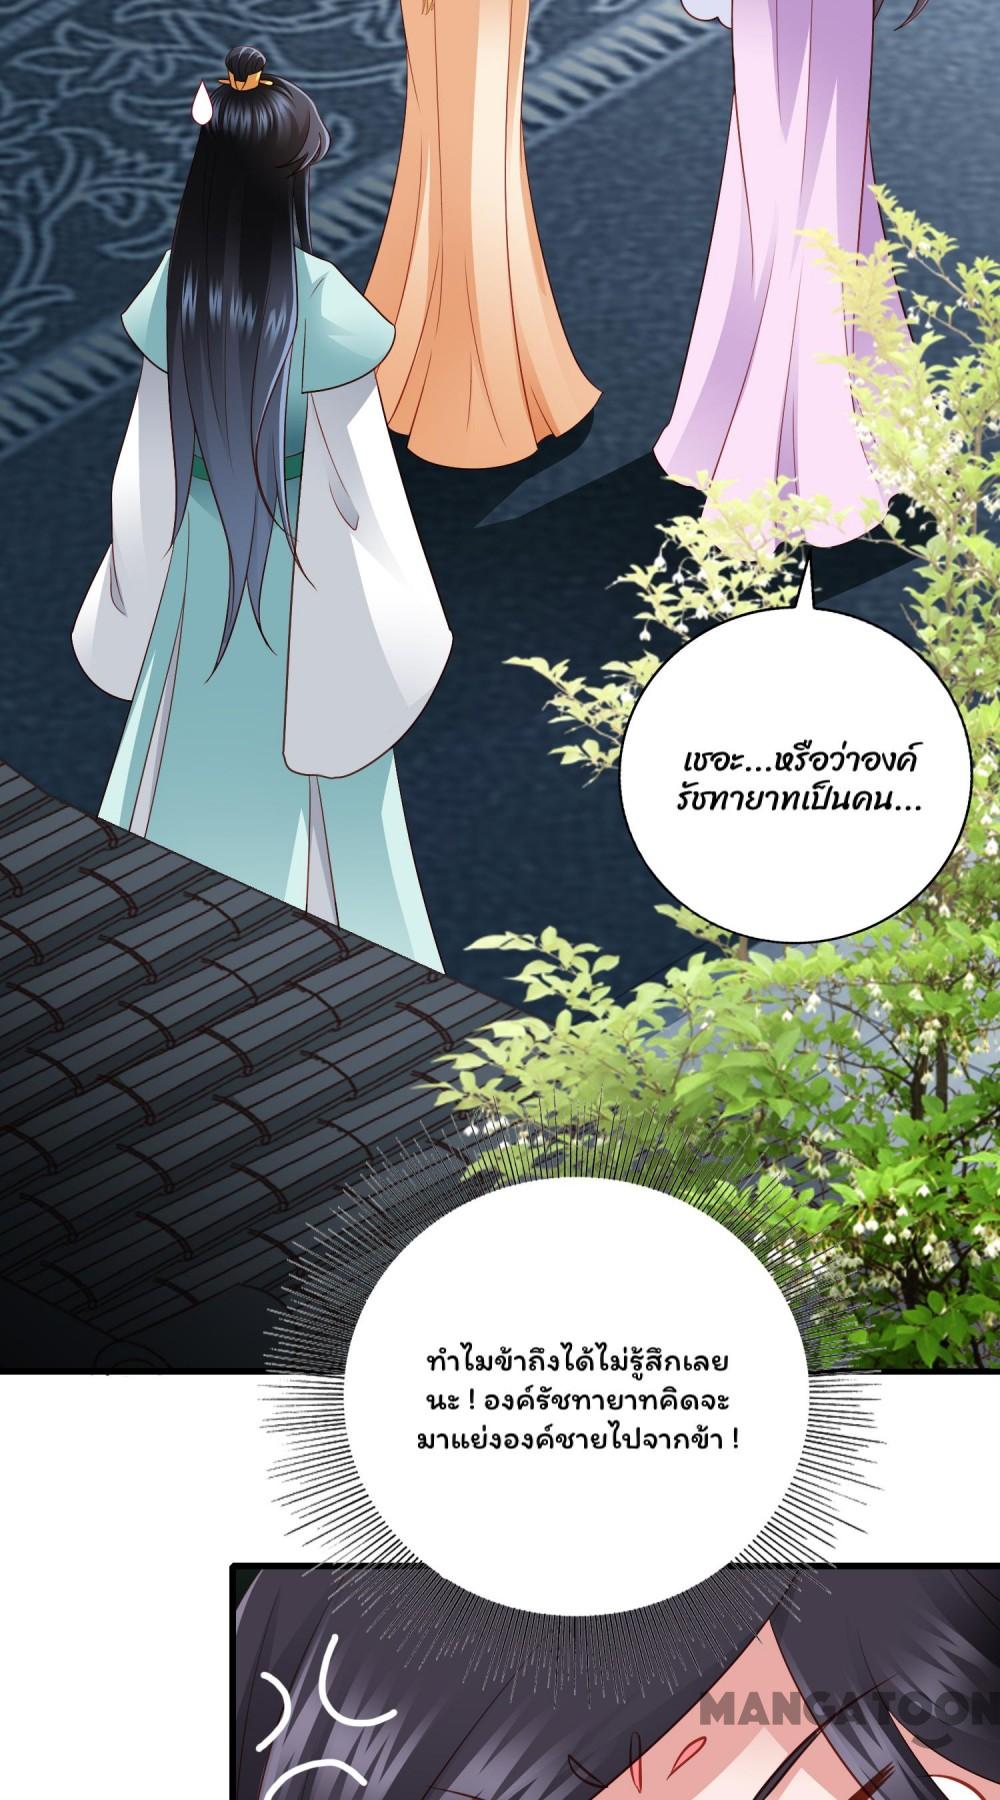 เชอะ...หรือว่าองค์
รัชทายาทเป็นคน...
ทำไมข้าถึงได้ไม่รู้สึกเลย
นะ ! องค์รัชทายาทคิดจะ
มาแย่งองค์ชายไปจากข้า !
MANGATOON